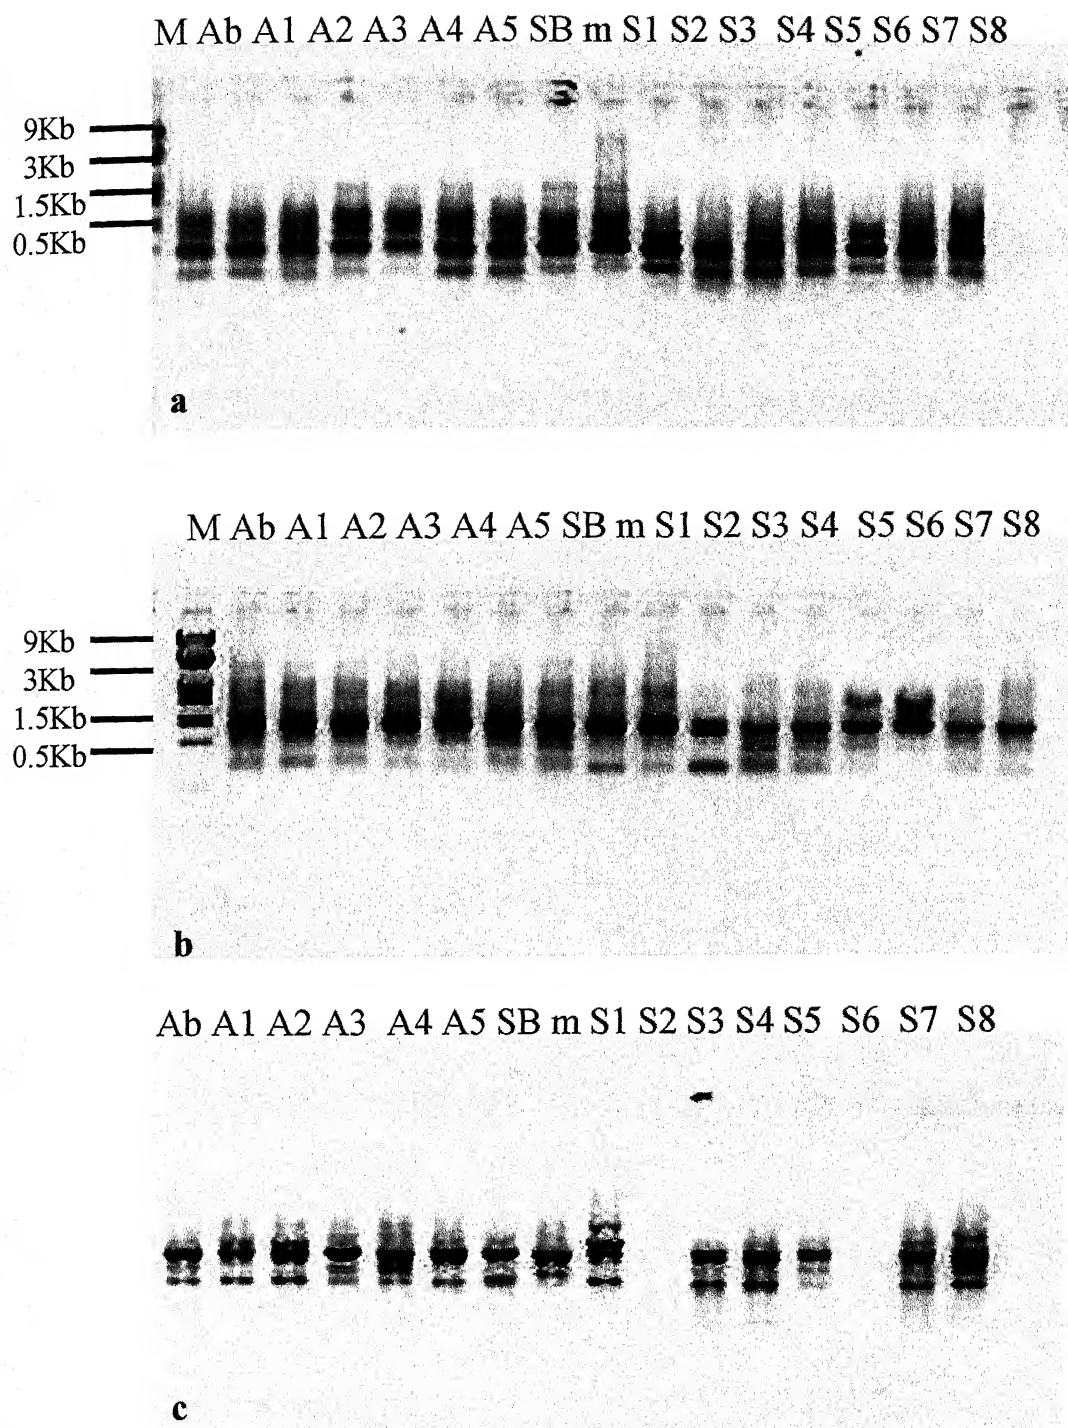 M Ab A1 A2 A3 A4 A5 SB m S1 S2 S3 S4 S5 S6 S7 S8
9Kb
3Kb
1.5Kb
0.5Kb
a
M Ab A1 A2 A3 A4 A5 SB m S1 S2 S3 S4 S5 S6 S7 S8
9Kb
3Kb
1.5Kb
0.5Kb
b
Ab A1 A2 A3 A4 A5 SB m S1 S2 S3 S4 S5 S6 S7 S8
c